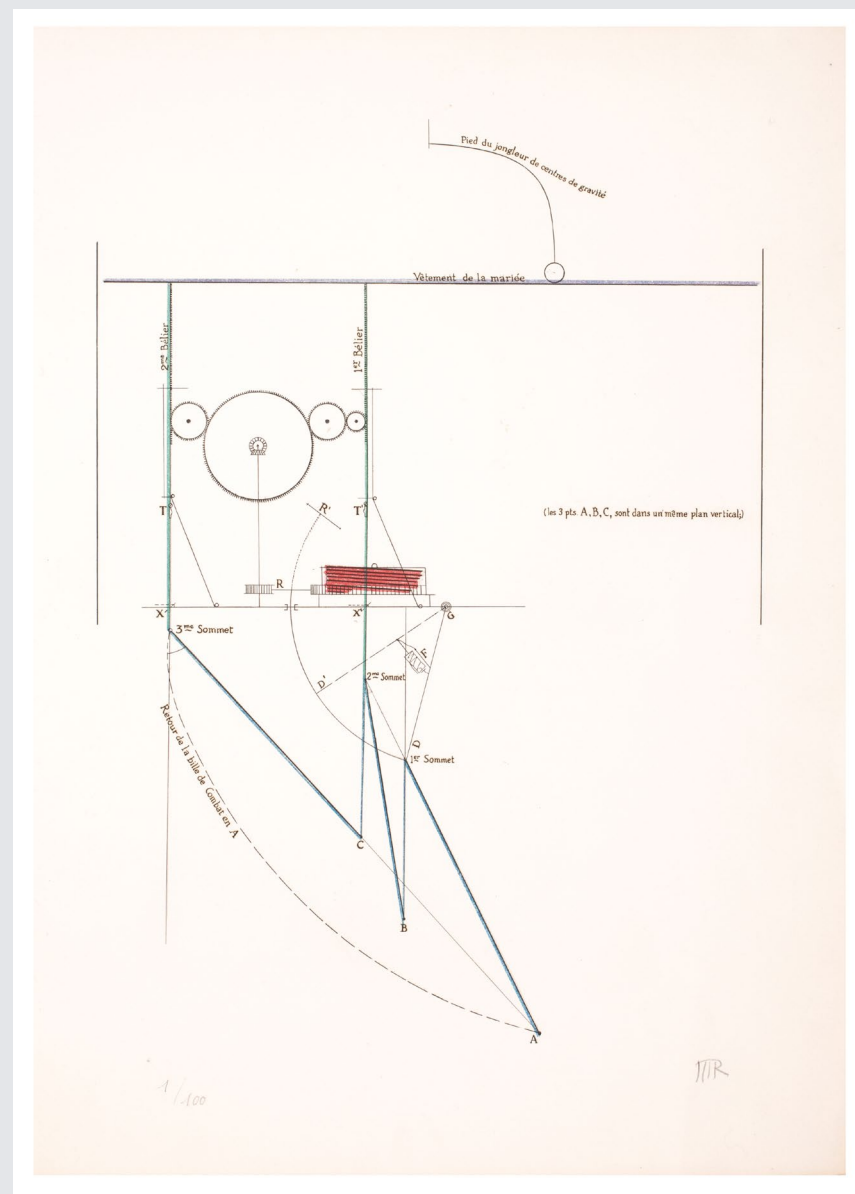 Pied du jongleur de centres de gravité
Vêtement de la mariée
2me Bélier
1er Bélier
R'
T
T'
(les 3 pts A, B, C, sont dans un même plan vertical;)
R
X
X'
G
3me Sommet
F
2me Sommet
D'
D
1er Sommet
Retour de la bille de Combat en A
C
B
A
1/100